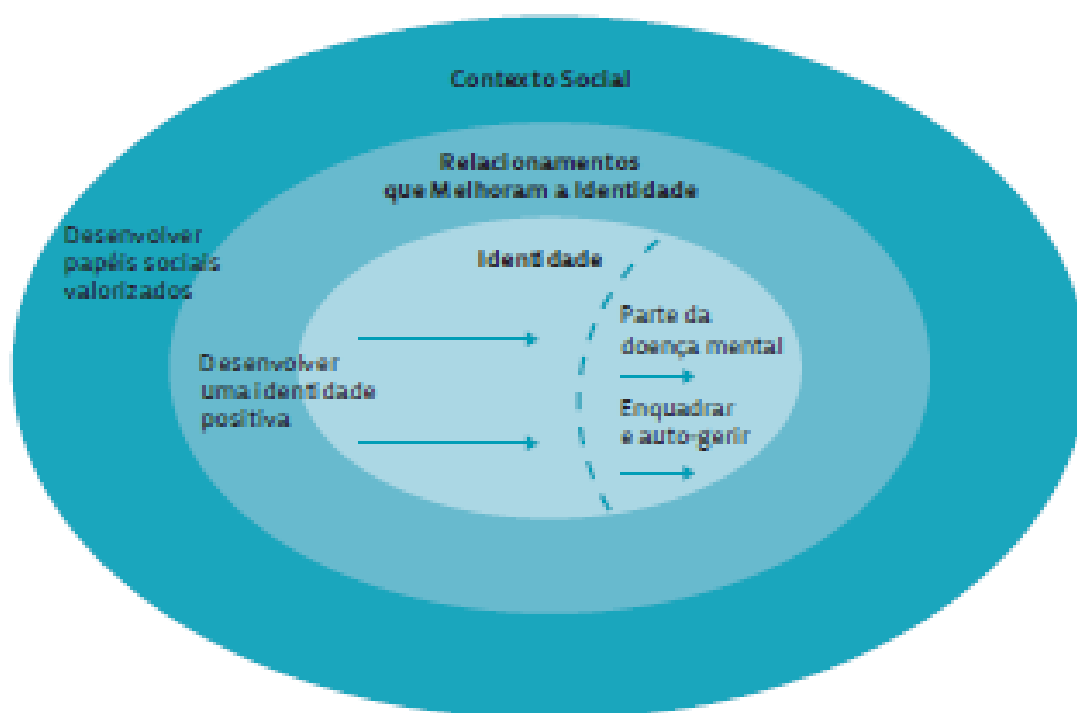 Contexto Social
Relacionamentos
que Melhoram a Identidade
Identidade
Desenvolver
papéis sociais
valorizados
Desenvolver
uma identidade
positiva
Parte da
doença mental
Enquadrar
e auto-gerir